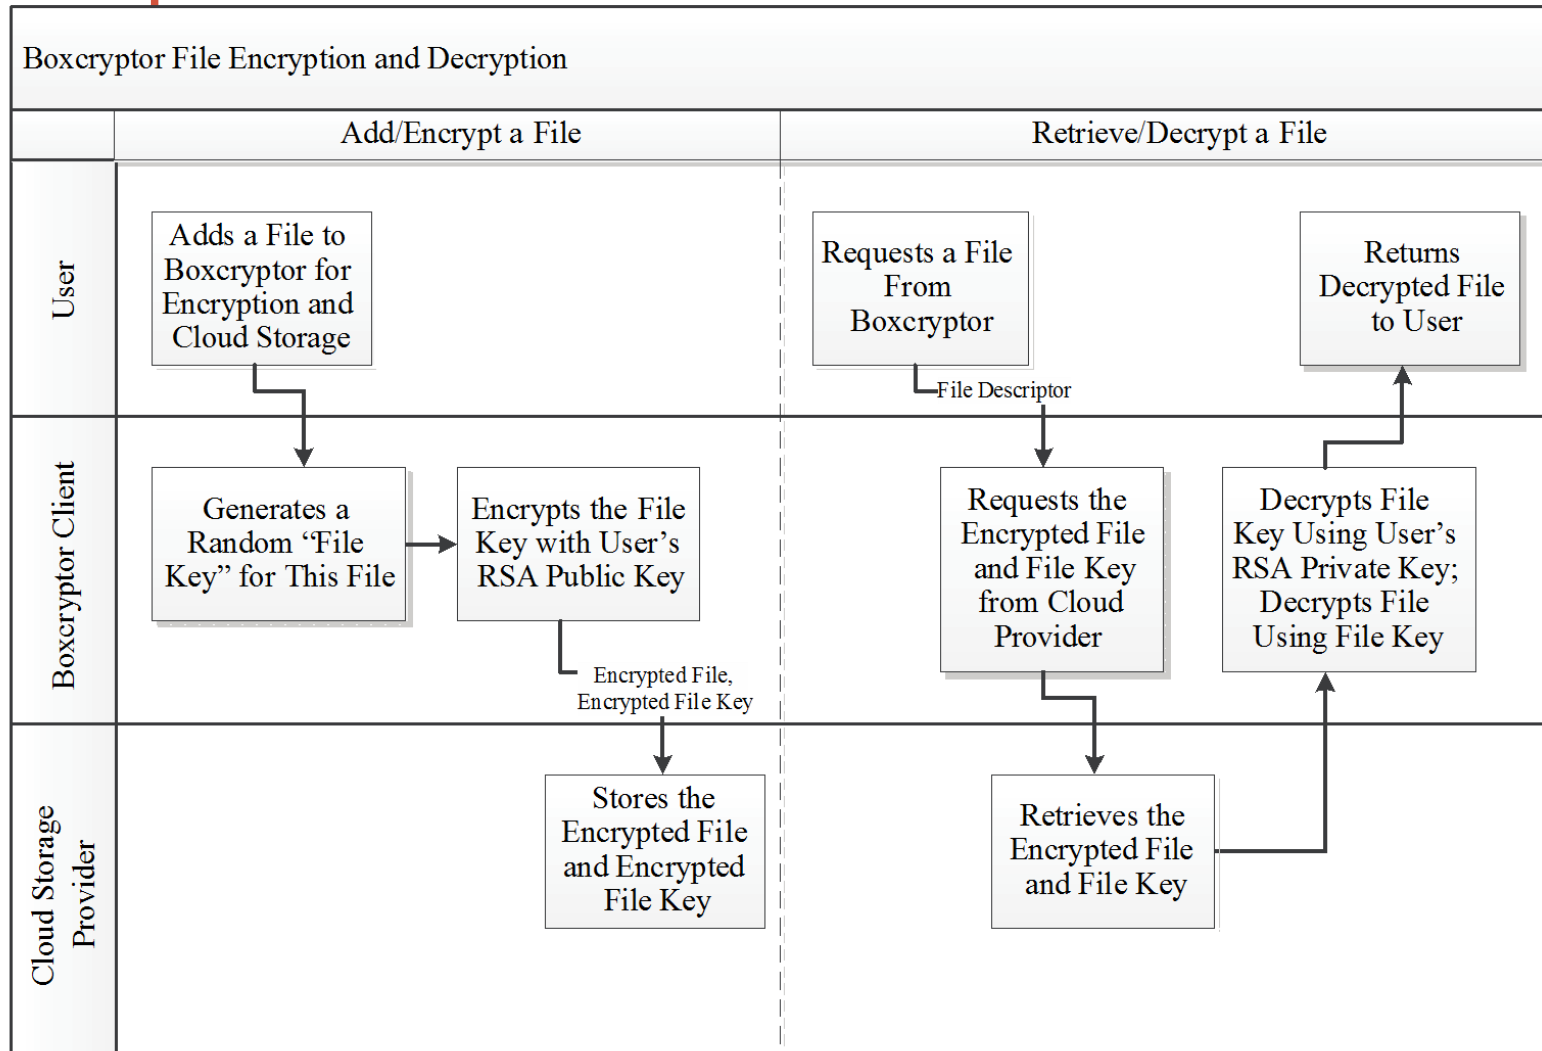 Boxcryptor File Encryption and Decryption
Add/Encrypt a File
Retrieve/Decrypt a File
User
Adds a File to
Boxcryptor for
Encryption and
Cloud Storage
Requests a File
From
Boxcryptor
Returns
Decrypted File
to User
File Descriptor
Boxcryptor Client
Generates a
Random “File
Key” for This File
Encrypts the File
Key with User’s
RSA Public Key
Requests the
Encrypted File
and File Key
from Cloud
Provider
Decrypts File
Key Using User’s
RSA Private Key;
Decrypts File
Using File Key
Encrypted File,
Encrypted File Key
Cloud Storage
Provider
Stores the
Encrypted File
and Encrypted
File Key
Retrieves the
Encrypted File
and File Key